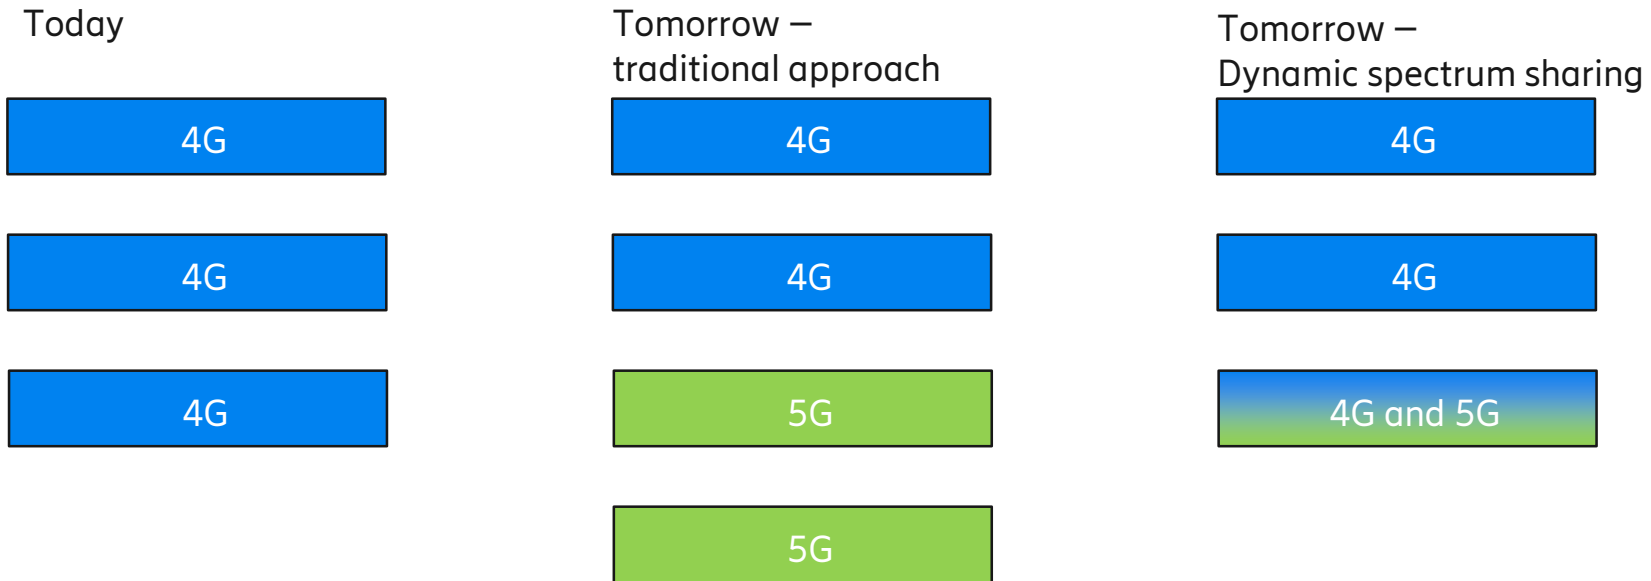 Today
4G
4G
4G
Tomorrow –
traditional approach
4G
4G
5G
5G
Tomorrow –
Dynamic spectrum sharing
4G
4G
4G and 5G